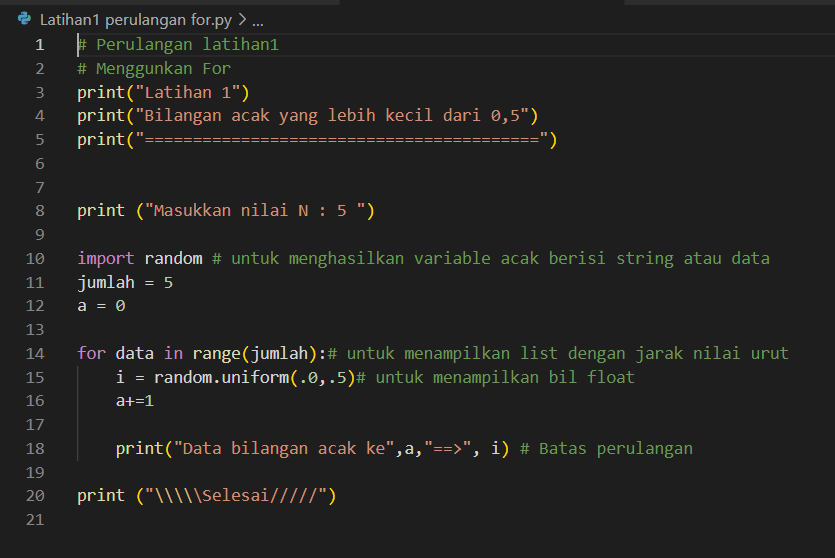 Latihan1 perulangan for.py > ...
1 # Perulangan latihan1
2 # Menggunkan For
3 print("Latihan 1")
4 print("Bilangan acak yang lebih kecil dari 0,5")
5 print("=========================================")
6
7
8 print ("Masukkan nilai N : 5 ")
9
10 import random # untuk menghasilkan variable acak berisi string atau data
11 jumlah = 5
12 a = 0
13
14 for data in range(jumlah):# untuk menampilkan list dengan jarak nilai urut
15     i = random.uniform(.0,.5)# untuk menampilkan bil float
16     a+=1
17
18     print("Data bilangan acak ke",a,"==>", i) # Batas perulangan
19
20 print ("\\\\\Selesai/////")
21